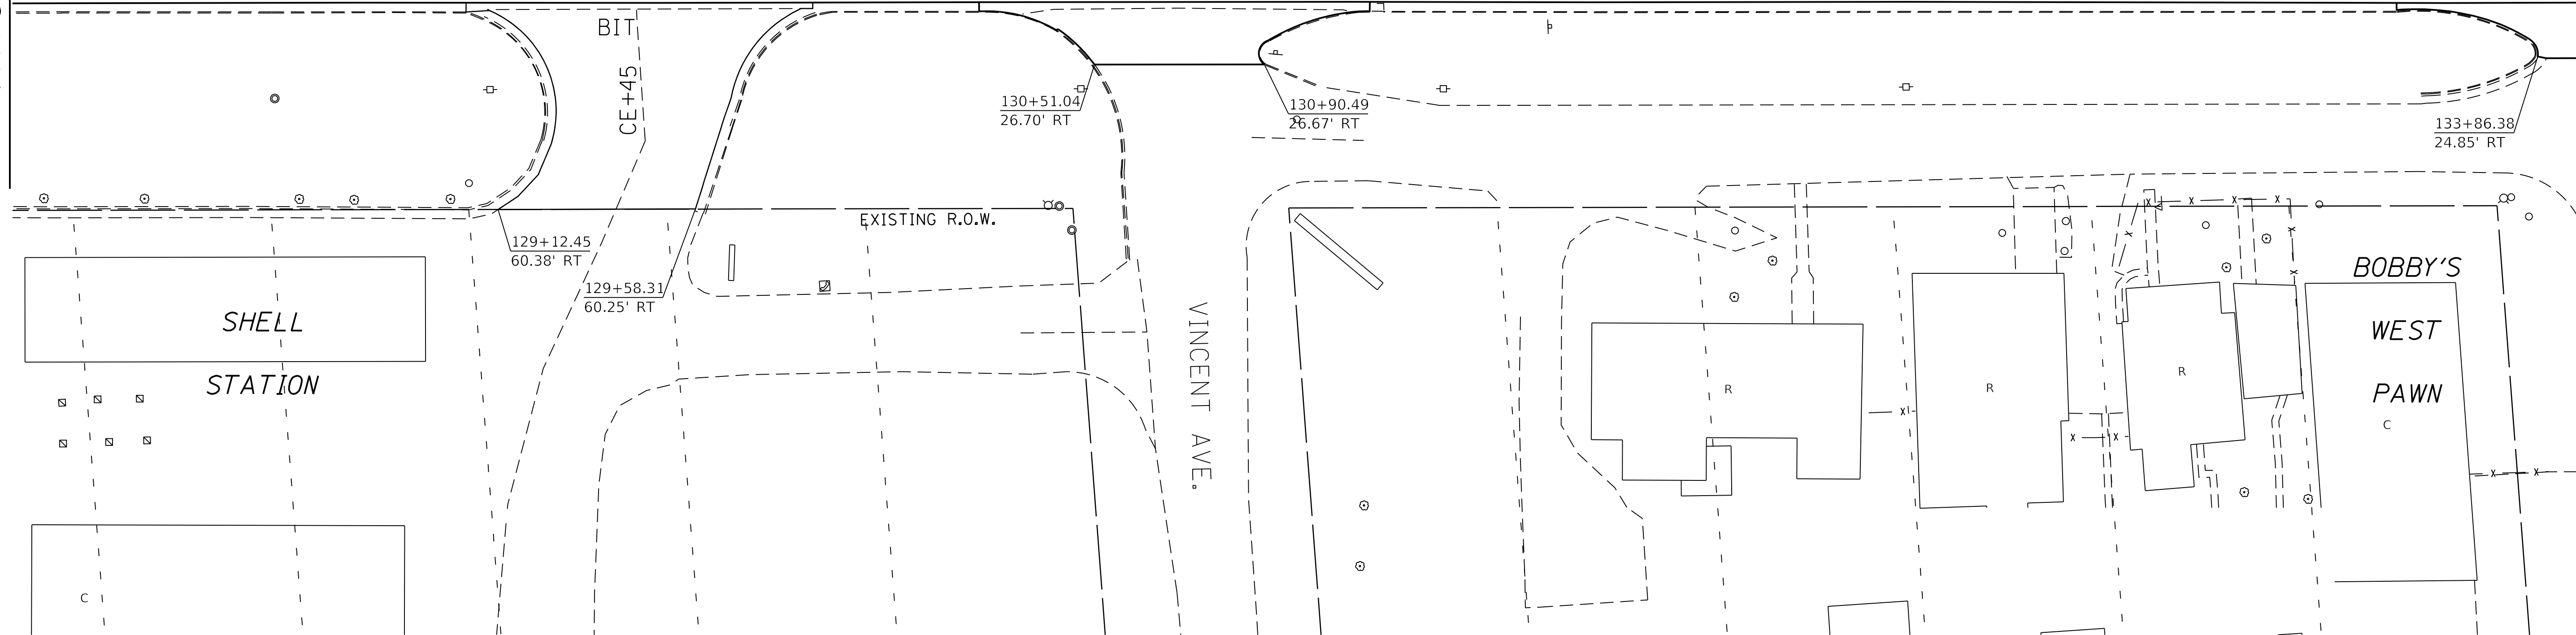 BIT
CE+45
130+51.04
26.70' RT
130+90.49
26.67' RT
133+86.38
24.85' RT
EXISTING R.O.W.
129+12.45
60.38' RT
129+58.31
60.25' RT
SHELL
STATION
VINCENT AVE.
BOBBY'S
WEST
PAWN
R
R
R
C
C